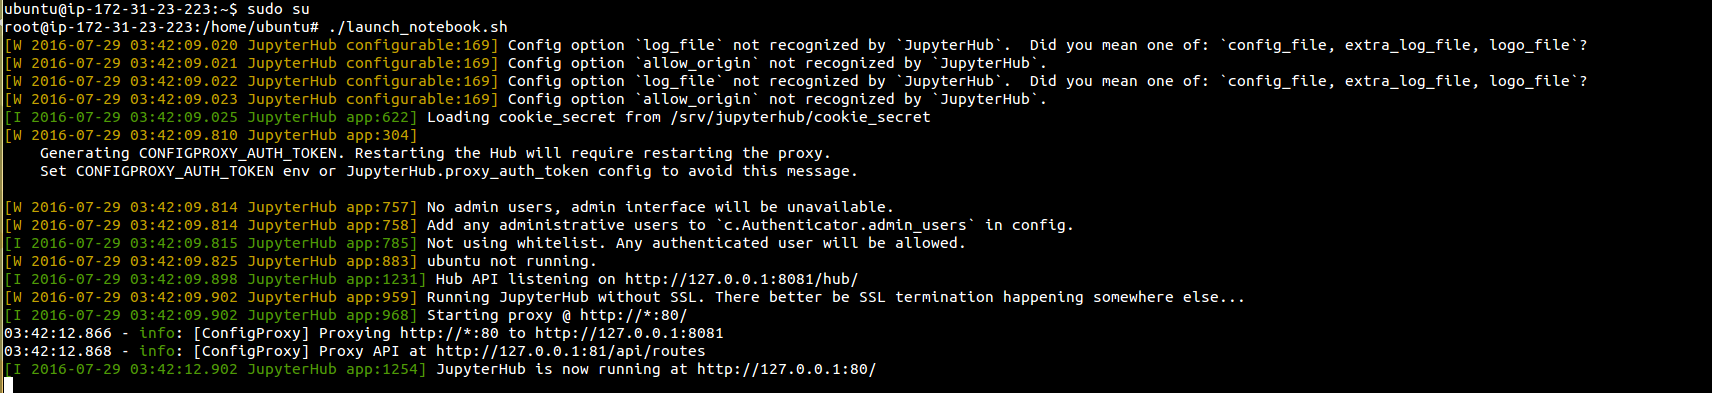 ubuntu@ip-172-31-23-223:~$ sudo su
root@ip-172-31-23-223:/home/ubuntu# ./launch_notebook.sh
[W 2016-07-29 03:42:09.020 JupyterHub configurable:169] Config option `log_file` not recognized by `JupyterHub`.  Did you mean one of: `config_file, extra_log_file, logo_file`?
[W 2016-07-29 03:42:09.021 JupyterHub configurable:169] Config option `allow_origin` not recognized by `JupyterHub`.
[W 2016-07-29 03:42:09.022 JupyterHub configurable:169] Config option `log_file` not recognized by `JupyterHub`.  Did you mean one of: `config_file, extra_log_file, logo_file`?
[W 2016-07-29 03:42:09.023 JupyterHub configurable:169] Config option `allow_origin` not recognized by `JupyterHub`.
[I 2016-07-29 03:42:09.025 JupyterHub app:622] Loading cookie_secret from /srv/jupyterhub/cookie_secret
[W 2016-07-29 03:42:09.810 JupyterHub app:304]
    Generating CONFIGPROXY_AUTH_TOKEN. Restarting the Hub will require restarting the proxy.
    Set CONFIGPROXY_AUTH_TOKEN env or JupyterHub.proxy_auth_token config to avoid this message.
[W 2016-07-29 03:42:09.814 JupyterHub app:757] No admin users, admin interface will be unavailable.
[W 2016-07-29 03:42:09.814 JupyterHub app:758] Add any administrative users to `c.Authenticator.admin_users` in config.
[I 2016-07-29 03:42:09.815 JupyterHub app:785] Not using whitelist. Any authenticated user will be allowed.
[W 2016-07-29 03:42:09.825 JupyterHub app:883] ubuntu not running.
[I 2016-07-29 03:42:09.898 JupyterHub app:1231] Hub API listening on http://127.0.0.1:8081/hub/
[W 2016-07-29 03:42:09.902 JupyterHub app:959] Running JupyterHub without SSL. There better be SSL termination happening somewhere else...
[I 2016-07-29 03:42:09.902 JupyterHub app:968] Starting proxy @ http://*:80/
03:42:12.866 - info: [ConfigProxy] Proxying http://*:80 to http://127.0.0.1:8081
03:42:12.868 - info: [ConfigProxy] Proxy API at http://127.0.0.1:81/api/routes
[I 2016-07-29 03:42:12.902 JupyterHub app:1254] JupyterHub is now running at http://127.0.0.1:80/